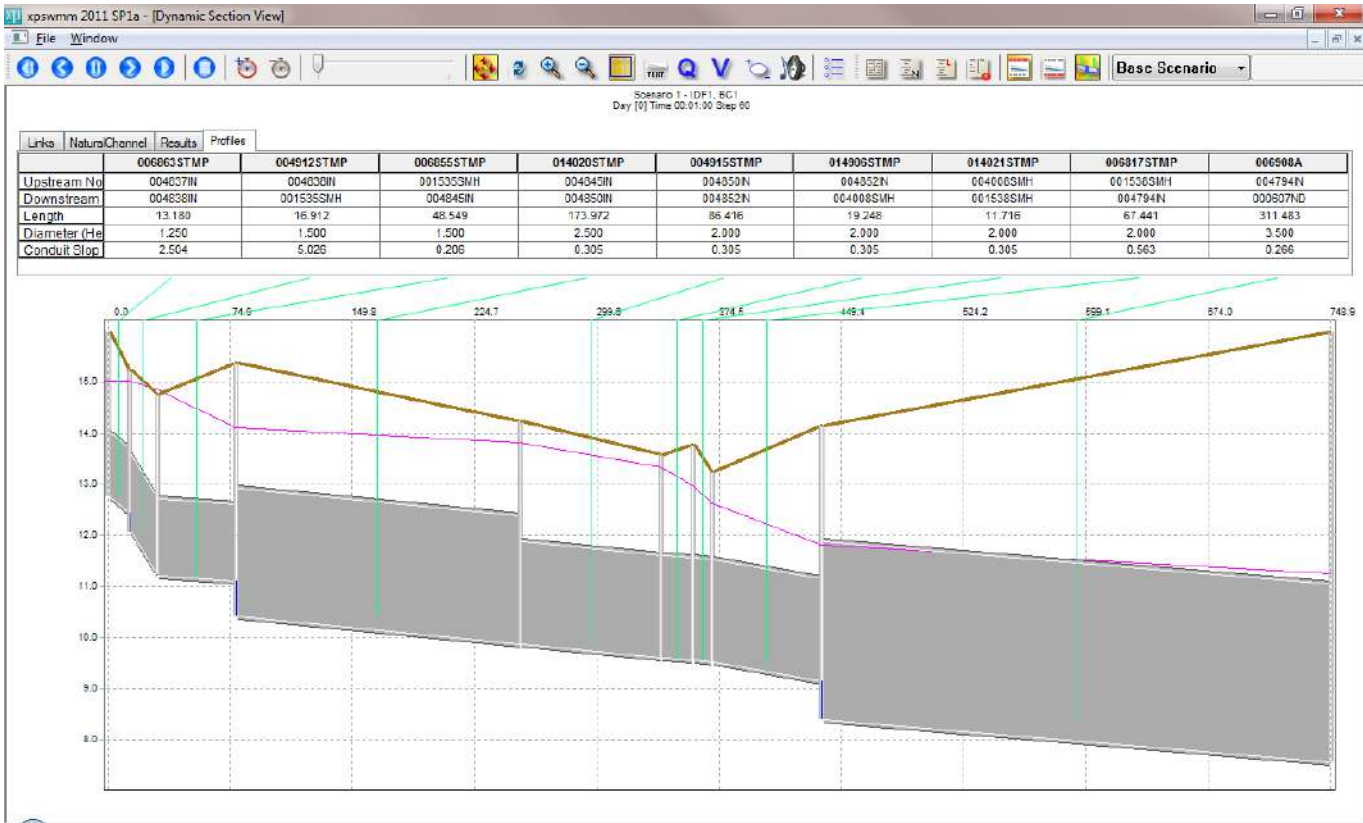 xp xpswmm 2011 SP1a - [Dynamic Section View]
File Window
TEXT Q V Base Scenario
Scenario 1 - IDF1, BC1
Day [0] Time 00:01:00 Step 60
Links NaturalChannel Results Profiles
006863STMP 004912STMP 006855STMP 014020STMP 004915STMP 014906STMP 014021STMP 006817STMP 006908A
Upstream No 004837IN 004838IN 001535SMH 004845IN 004850IN 004852IN 004008SMH 001538SMH 004794IN
Downstream 004838IN 001535SMH 004845IN 004850IN 004852IN 004008SMH 001538SMH 004794IN 000607ND
Length 13.180 16.912 48.549 173.972 86.416 19.248 11.716 67.441 311.483
Diameter (He 1.250 1.500 1.500 2.500 2.000 2.000 2.000 2.000 3.500
Conduit Slop 2.504 5.026 0.206 0.305 0.305 0.305 0.305 0.563 0.266
0.0 74.9 149.8 224.7 299.6 374.5 449.4 524.2 599.1 674.0 748.9
15.0
14.0
13.0
12.0
11.0
10.0
9.0
8.0